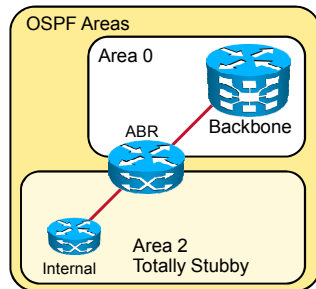 OSPF Areas
Area 0
Backbone
ABR
Internal
Area 2
Totally Stubby